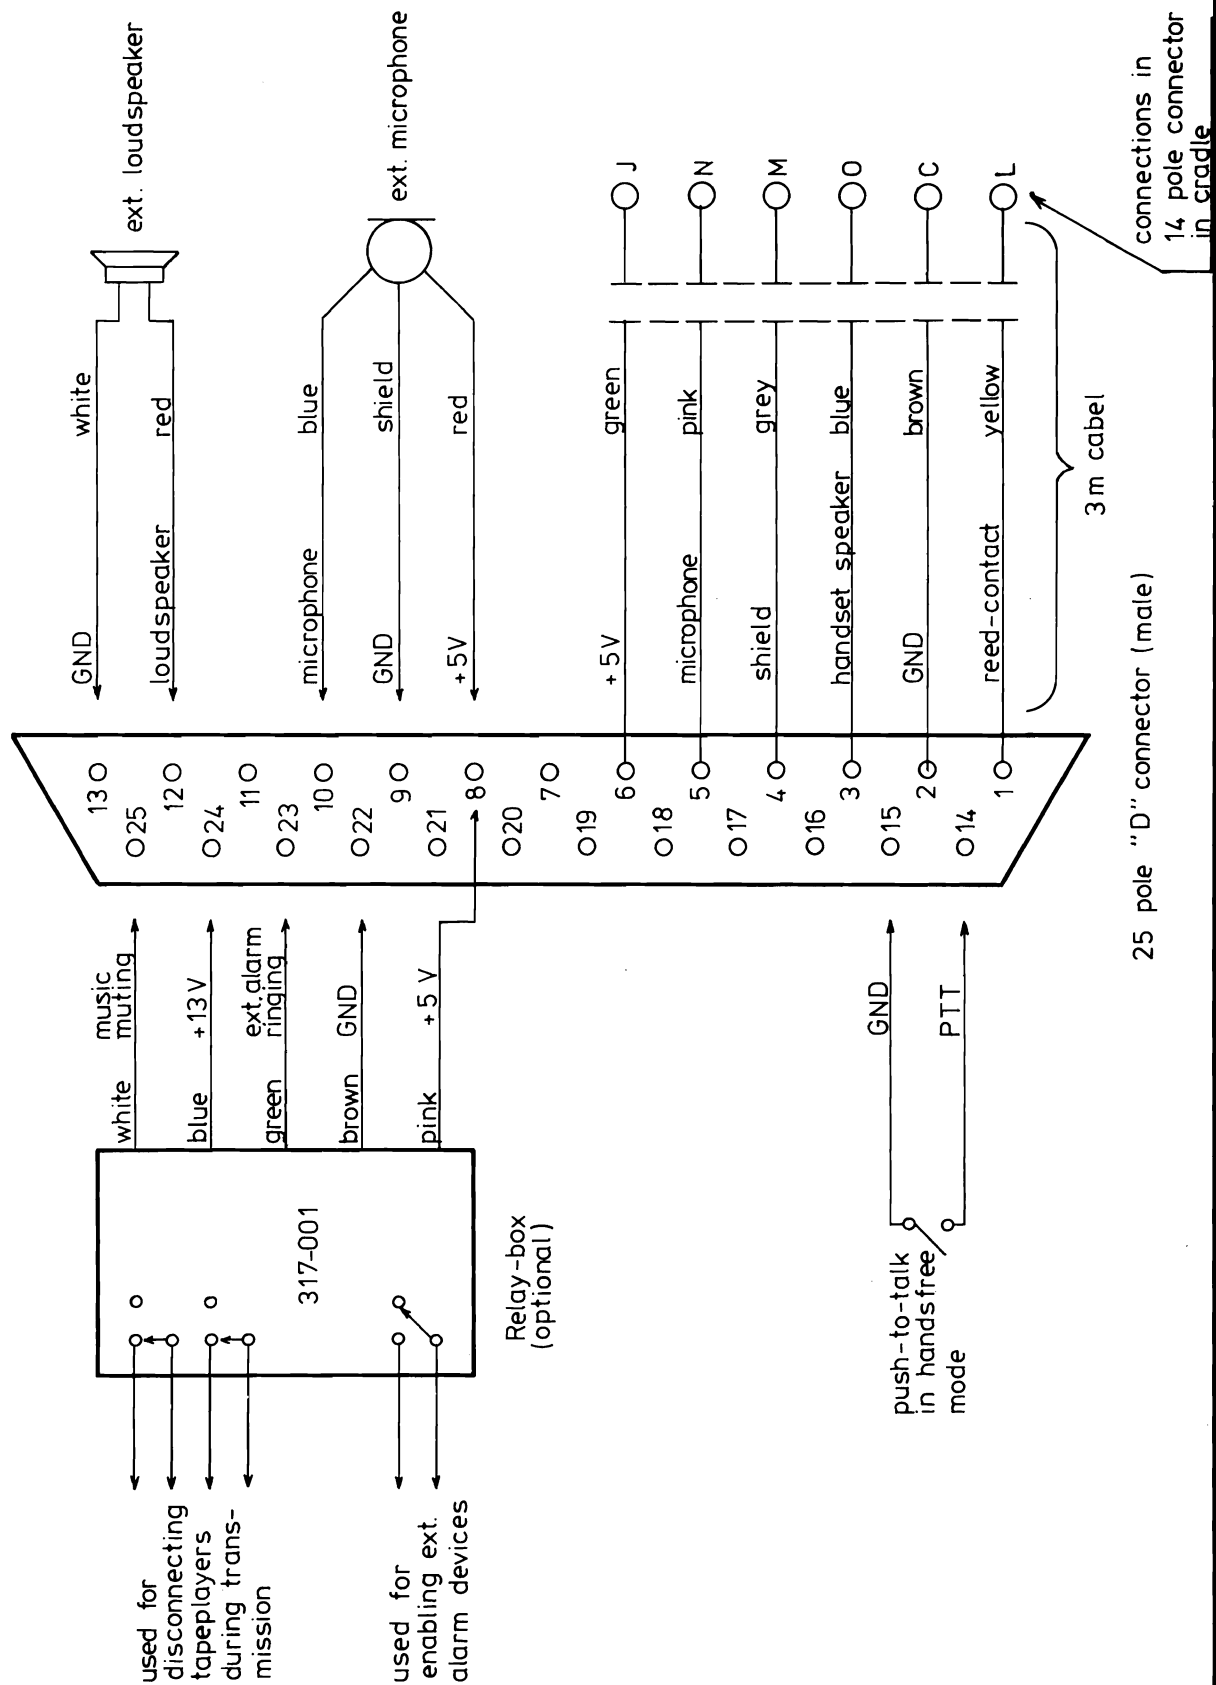 used for
disconnecting
tapeplayers
during trans-
mission
used for
enabling ext.
alarm devices
317-001
Relay-box
(optional)
white
music
muting
blue
+13V
green
ext.alarm
ringing
brown
GND
pink
+5 V
push-to-talk
in handsfree
mode
GND
PTT
13
25
12
24
11
23
10
22
9
21
8
20
7
19
6
18
5
17
4
16
3
15
2
14
1
25 pole "D" connector (male)
GND
white
loudspeaker
red
ext. loudspeaker
microphone
blue
GND
shield
+5V
red
ext. microphone
+5V
green
J
microphone
pink
N
shield
grey
M
handset speaker
blue
O
GND
brown
C
reed-contact
yellow
L
3m cabel
connections in
14 pole connector
in cradle